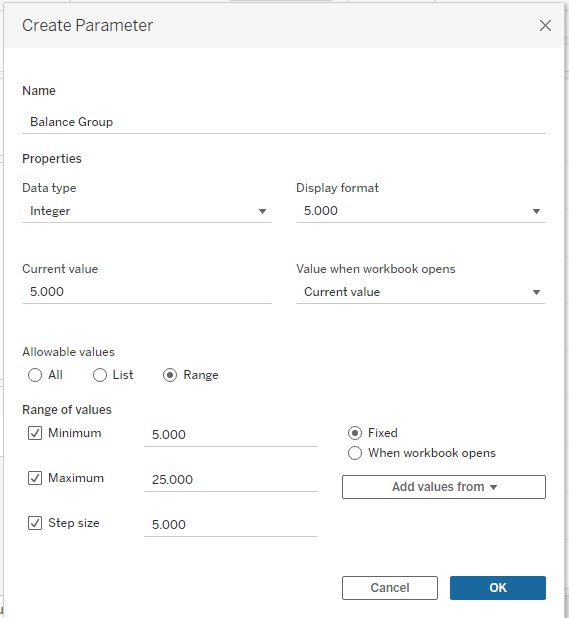 Create Parameter
Name
Balance Group
Properties
Data type Display format
Integer 5.000
Current value Value when workbook opens
5.000 Current value
Allowable values
All List Range
Range of values
Minimum 5.000 Fixed
When workbook opens
Maximum 25.000 Add values from
Step size 5.000
Cancel OK